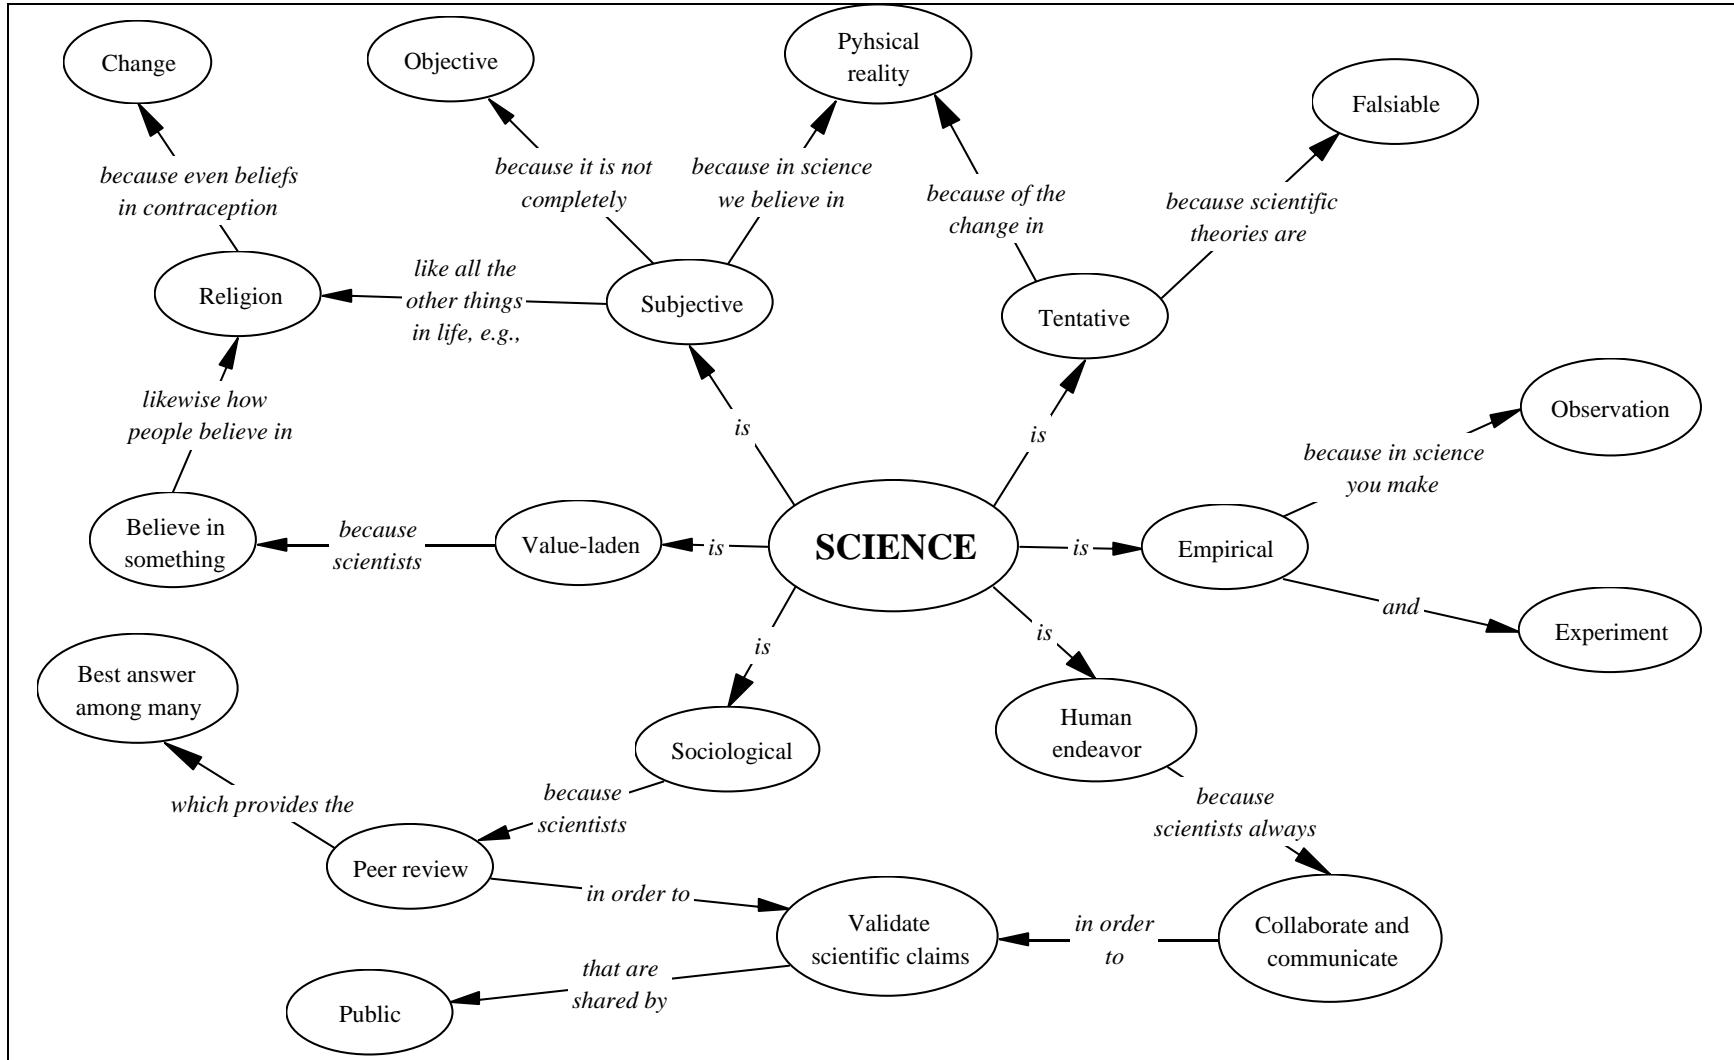 Change
Objective
Pyhsical
reality
Falsiable
because even beliefs
in contraception
because it is not
completely
because in science
we believe in
because of the
change in
because scientific
theories are
Religion
like all the
other things
in life, e.g.,
Subjective
Tentative
likewise how
people believe in
is
is
Observation
because in science
you make
Believe in
something
because
scientists
Value-laden
is
SCIENCE
is
Empirical
and
Experiment
is
is
Best answer
among many
Sociological
Human
endeavor
which provides the
because
scientists
because
scientists always
Peer review
in order to
Validate
scientific claims
in order
to
Collaborate and
communicate
that are
shared by
Public